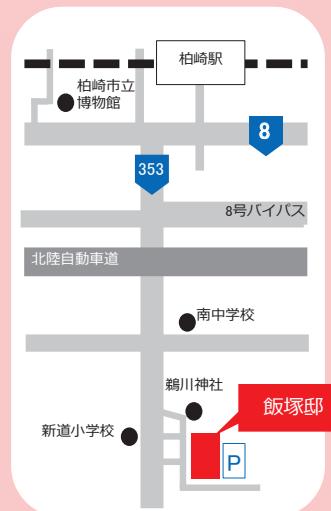 柏崎駅
柏崎市立
博物館
8
353
8号バイパス
北陸自動車道
南中学校
鵜川神社
飯塚邸
新道小学校
P